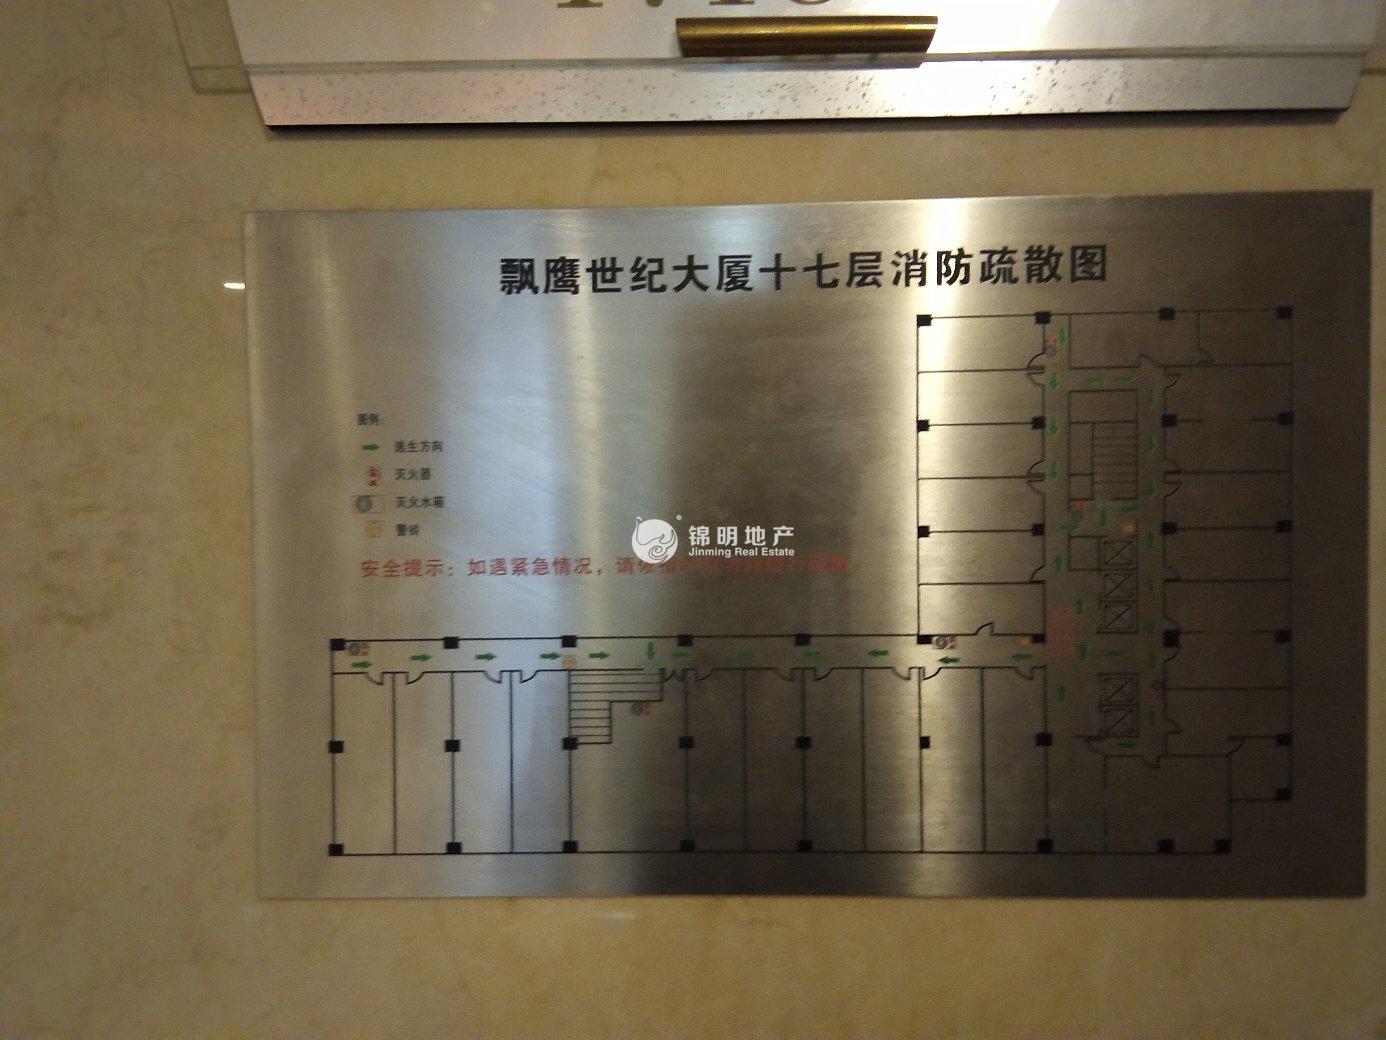 飘鹰世纪大厦十七层消防疏散图
图例：
逃生方向
灭火器
灭火水箱
警铃
锦明地产
Jinming Real Estate
安全提示：如遇紧急情况，请依